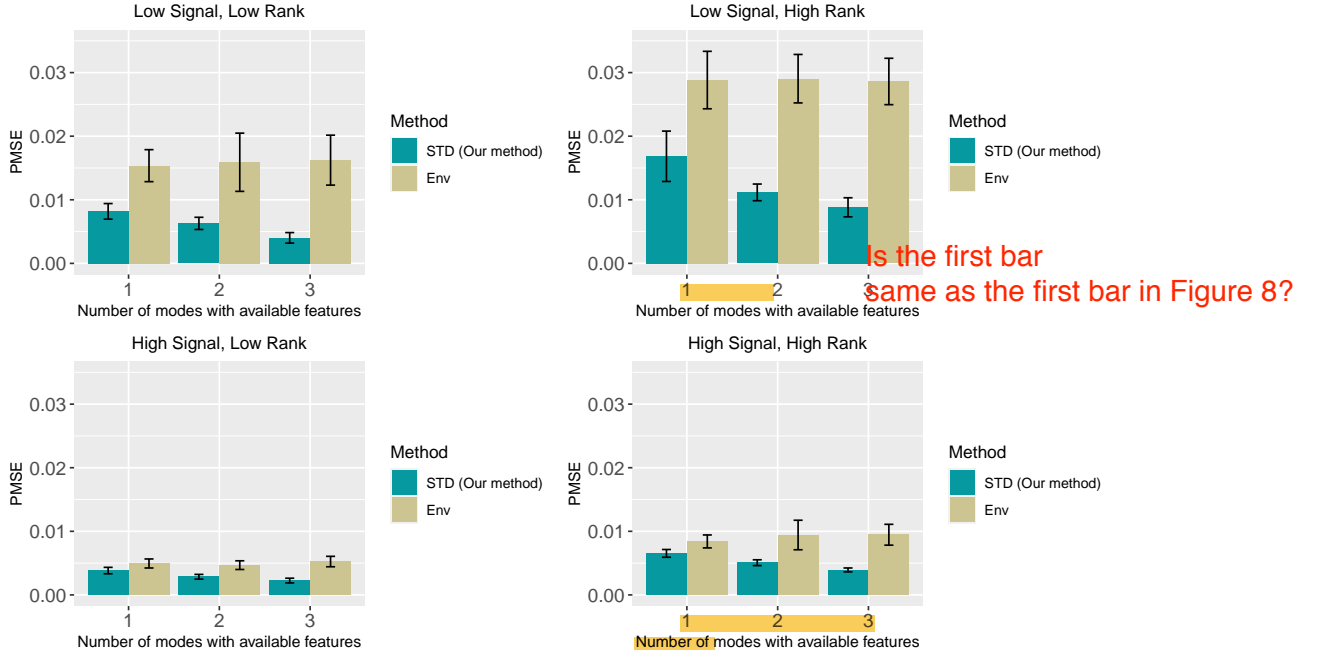 Low Signal, Low Rank
PMSE
0.03
0.02
0.01
0.00
1 2 3
Number of modes with available features
Method
STD (Our method)
Env
Low Signal, High Rank
PMSE
0.03
0.02
0.01
0.00
1 2 3
Number of modes with available features
Method
STD (Our method)
Env
Is the first bar
same as the first bar in Figure 8?
High Signal, Low Rank
PMSE
0.03
0.02
0.01
0.00
1 2 3
Number of modes with available features
Method
STD (Our method)
Env
High Signal, High Rank
PMSE
0.03
0.02
0.01
0.00
1 2 3
Number of modes with available features
Method
STD (Our method)
Env